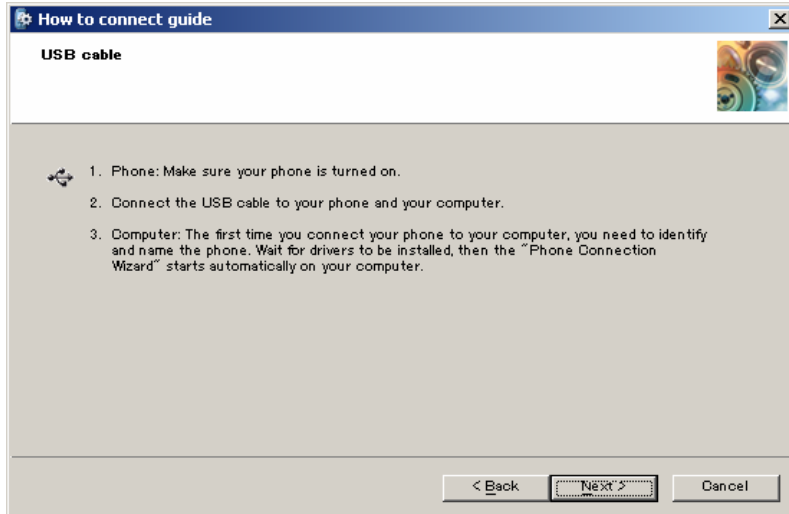 How to connect guide
USB cable
1. Phone: Make sure your phone is turned on.
2. Connect the USB cable to your phone and your computer.
3. Computer: The first time you connect your phone to your computer, you need to identify
and name the phone. Wait for drivers to be installed, then the "Phone Connection
Wizard" starts automatically on your computer.
< Back Next > Cancel